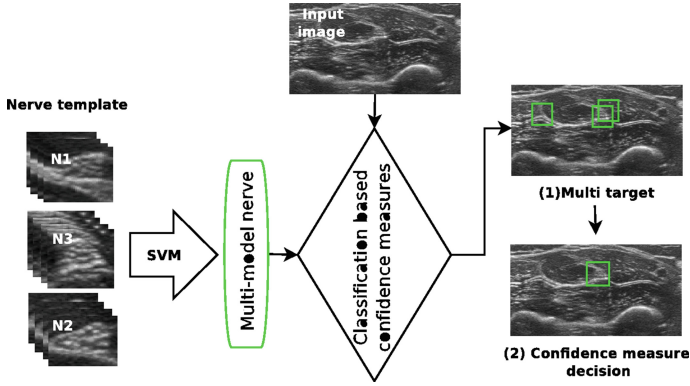 Input
image
Nerve template
N1
N3
N2
SVM
Multi-model nerve
Classification based
confidence measures
(1)Multi target
(2) Confidence measure
decision